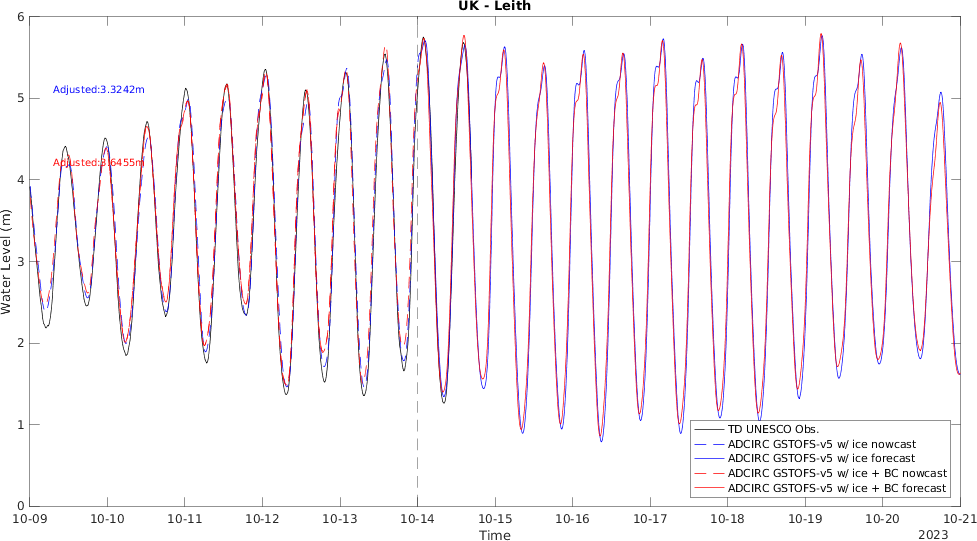 UK - Leith
6
5
4
3
2
1
0
Water Level (m)
Adjusted:3.3242m
Adjusted:3.6455m
TD UNESCO Obs.
ADCIRC GSTOFS-v5 w/ ice nowcast
ADCIRC GSTOFS-v5 w/ ice forecast
ADCIRC GSTOFS-v5 w/ ice + BC nowcast
ADCIRC GSTOFS-v5 w/ ice + BC forecast
10-09 10-10 10-11 10-12 10-13 10-14 10-15 10-16 10-17 10-18 10-19 10-20 10-21
Time
2023